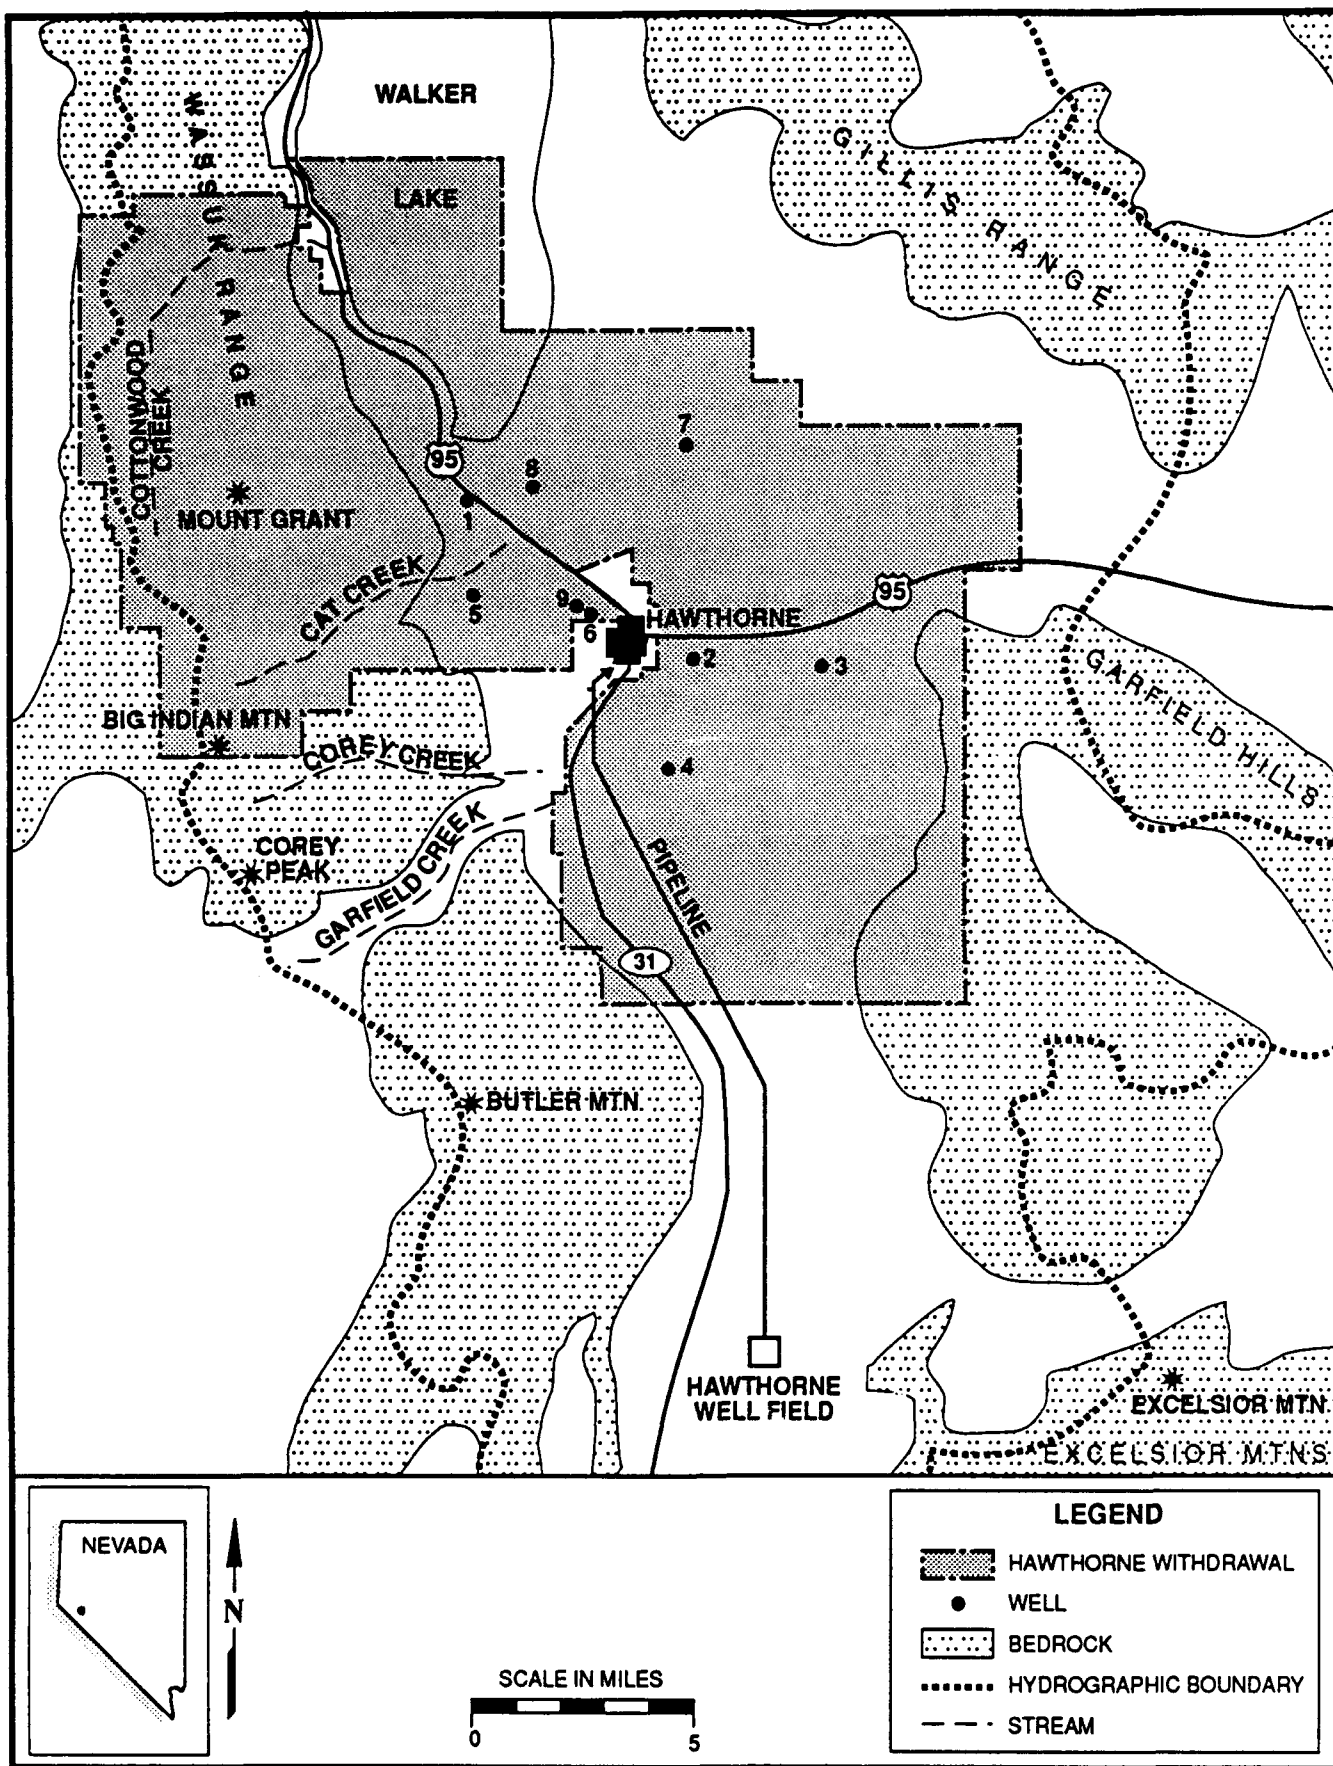 WALKER
LAKE
WASSUK RANGE
GILLIS RANGE
COTTONWOOD
CREEK
95
7
8
1
MOUNT GRANT
CAT CREEK
5
9
6
95
HAWTHORNE
2
3
GARFIELD HILLS
BIG INDIAN MTN
COREY CREEK
4
GARFIELD CREEK
COREY
PEAK
PIPELINE
31
BUTLER MTN.
HAWTHORNE
WELL FIELD
EXCELSIOR MTN.
EXCELSIOR MTNS
NEVADA
N
SCALE IN MILES
0
5
LEGEND
HAWTHORNE WITHDRAWAL
WELL
BEDROCK
HYDROGRAPHIC BOUNDARY
STREAM